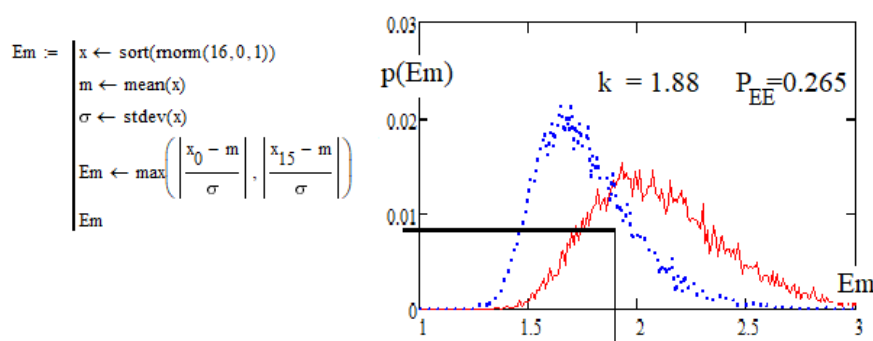 Em := x ← sort(rnorm(16,0,1))
m ← mean(x)
σ ← stdev(x)
Em ← max(|(x₀ − m)/σ|, |(x₁₅ − m)/σ|)
Em
0.03
p(Em)
k = 1.88 P_EE=0.265
0.02
0.01
Em
0
1 1.5 2 2.5 3